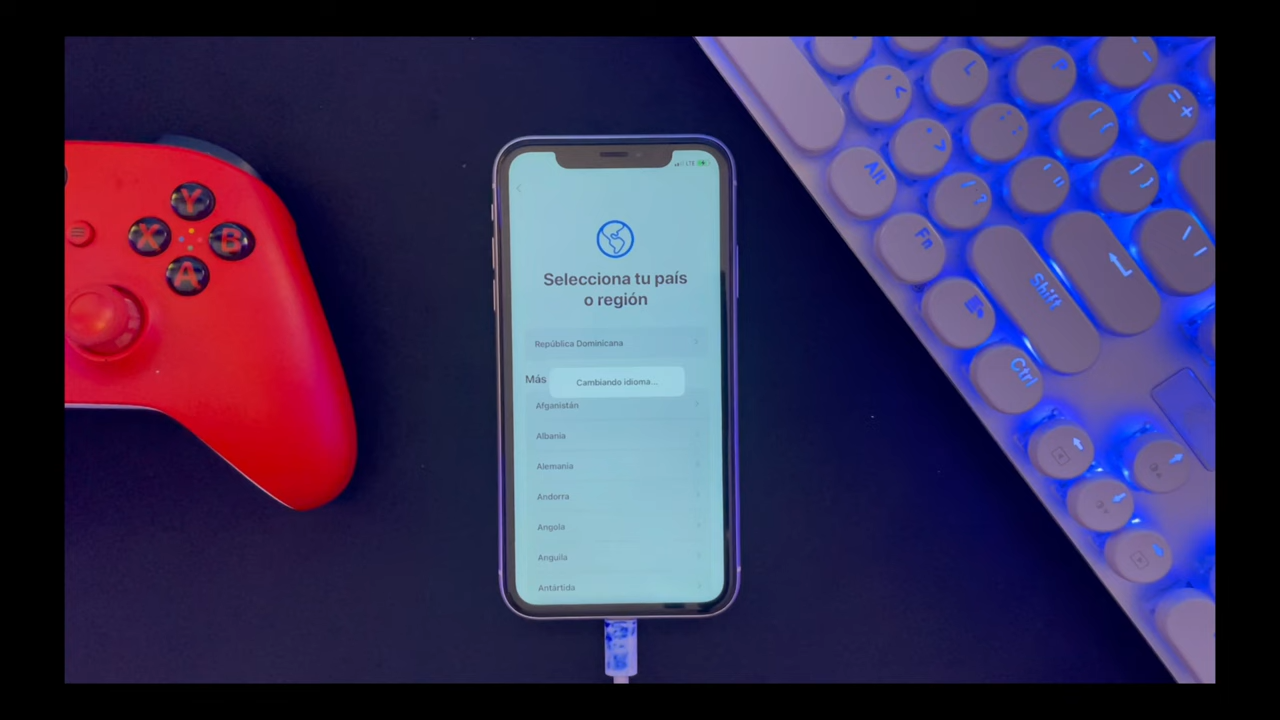 LTE
Selecciona tu país
o región
República Dominicana
Más
Cambiando idioma...
Afganistán
Albania
Alemania
Andorra
Angola
Anguila
Antártida
Y
X
B
A
L
P
Alt
Fn
Shift
Ctrl